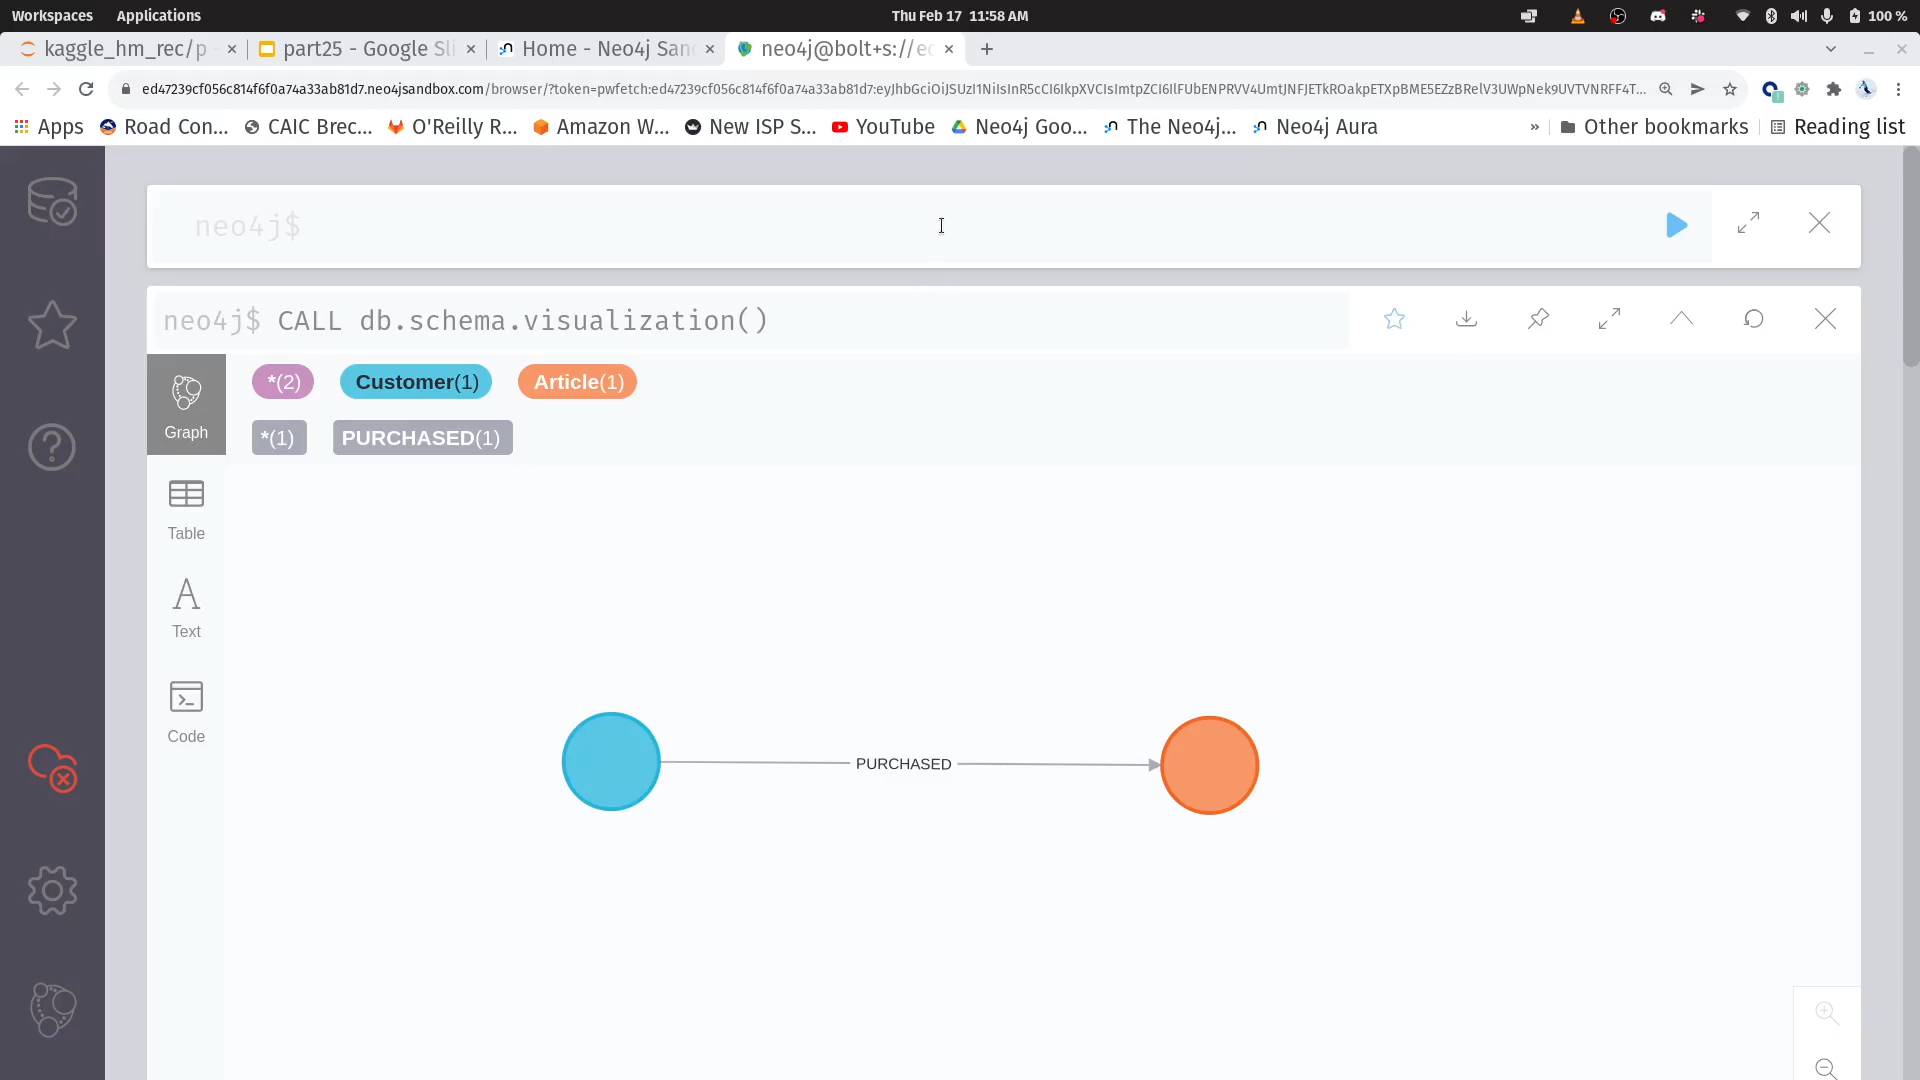 Workspaces Applications Thu Feb 17 11:58 AM 100 %
kaggle_hm_rec/p part25 - Google Sli Home - Neo4j San neo4j@bolt+s://e
ed47239cf056c814f6f0a74a33ab81d7.neo4jsandbox.com/browser/?token=pwfetch:ed47239cf056c814f6f0a74a33ab81d7:
Apps Road Con... CAIC Brec... O'Reilly R... Amazon W... New ISP S... YouTube Neo4j Goo... The Neo4j... Neo4j Aura » Other bookmarks Reading list
neo4j$
neo4j$ CALL db.schema.visualization()
*(2) Customer(1) Article(1)
*(1) PURCHASED(1)
Graph
Table
Text
Code
PURCHASED